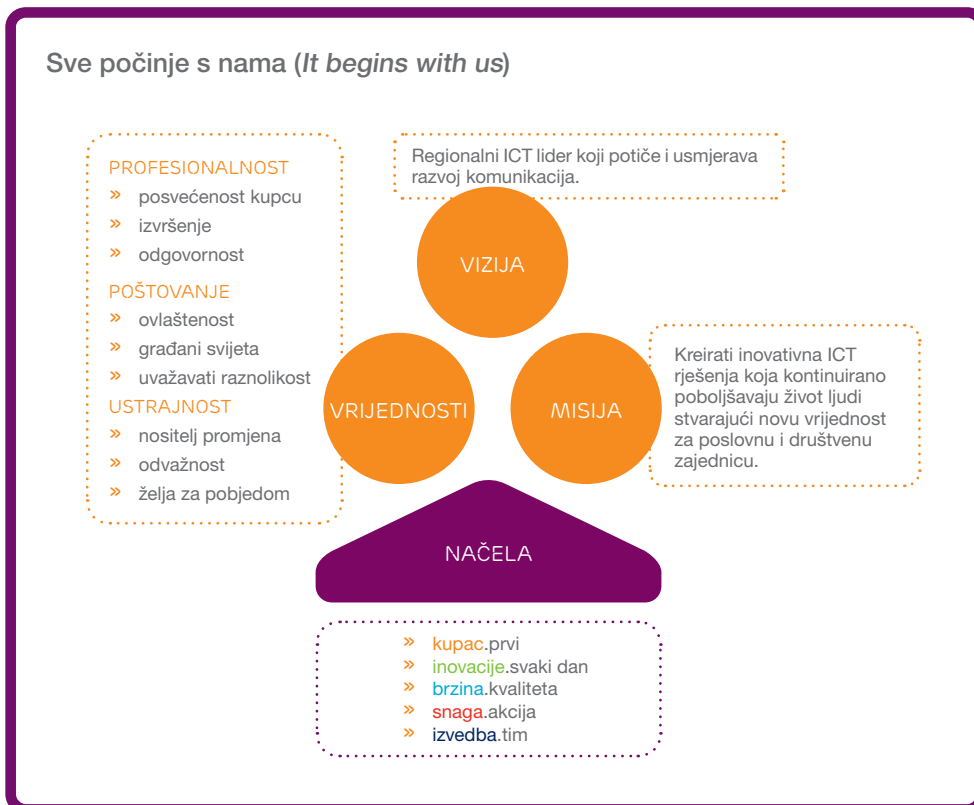 Sve počinje s nama (It begins with us)
PROFESIONALNOST
» posvećenost kupcu
» izvršenje
» odgovornost
POŠTOVANJE
» ovlaštenost
» građani svijeta
» uvažavati raznolikost
USTRAJNOST
» nositelj promjena
» odvažnost
» želja za pobjedom
Regionalni ICT lider koji potiče i usmjerava
razvoj komunikacija.
VIZIJA
VRIJEDNOSTI
MISIJA
Kreirati inovativna ICT
rješenja koja kontinuirano
poboljšavaju život ljudi
stvarajući novu vrijednost
za poslovnu i društvenu
zajednicu.
NAČELA
» kupac.prvi
» inovacije.svaki dan
» brzina.kvaliteta
» snaga.akcija
» izvedba.tim